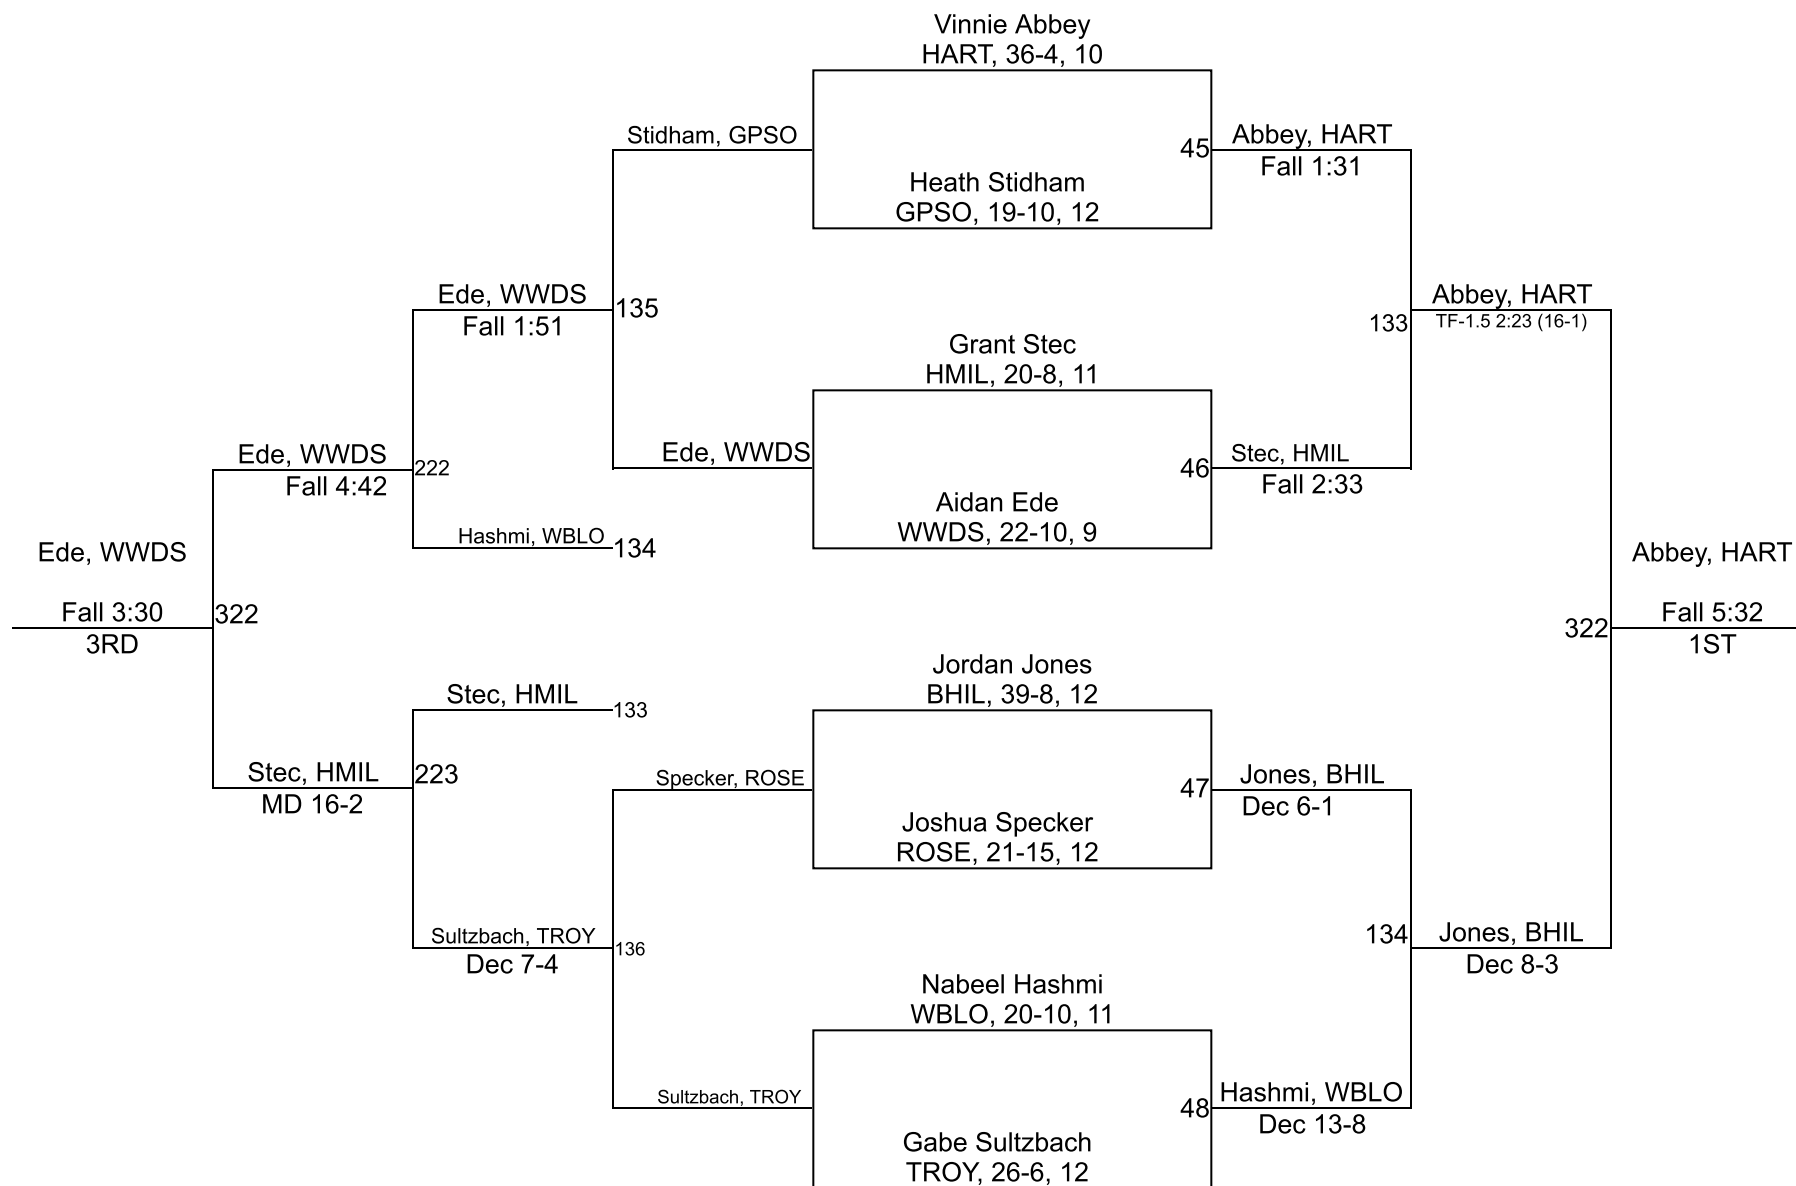 Vinnie Abbey
HART, 36-4, 10
Stidham, GPSO
45
Abbey, HART
Fall 1:31
Heath Stidham
GPSO, 19-10, 12
Ede, WWDS
Fall 1:51
135
133
Abbey, HART
TF-1.5 2:23 (16-1)
Grant Stec
HMIL, 20-8, 11
Ede, WWDS
Fall 4:42
222
Ede, WWDS
46
Stec, HMIL
Fall 2:33
Aidan Ede
WWDS, 22-10, 9
Hashmi, WBLO
134
Ede, WWDS
Fall 3:30
3RD
322
Abbey, HART
322
Fall 5:32
1ST
Jordan Jones
BHIL, 39-8, 12
Stec, HMIL
133
Stec, HMIL
MD 16-2
223
Specker, ROSE
47
Jones, BHIL
Dec 6-1
Joshua Specker
ROSE, 21-15, 12
Sultzbach, TROY
Dec 7-4
136
134
Jones, BHIL
Dec 8-3
Nabeel Hashmi
WBLO, 20-10, 11
Sultzbach, TROY
48
Hashmi, WBLO
Dec 13-8
Gabe Sultzbach
TROY, 26-6, 12